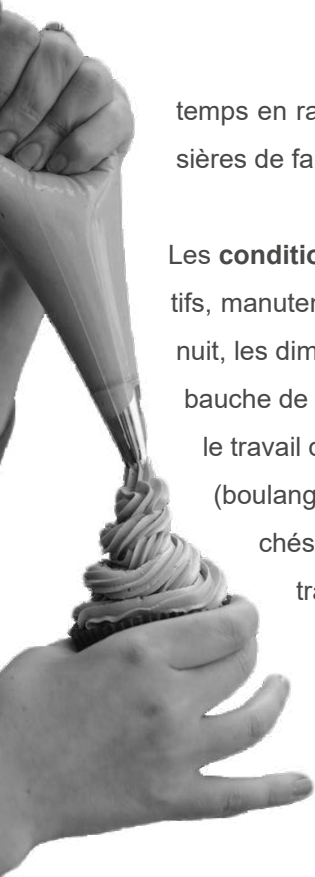 temps en ra
sières de fa
Les conditio
tifs, manuten
nuit, les dim
bauche de
le travail d
(boulang
chés
tra